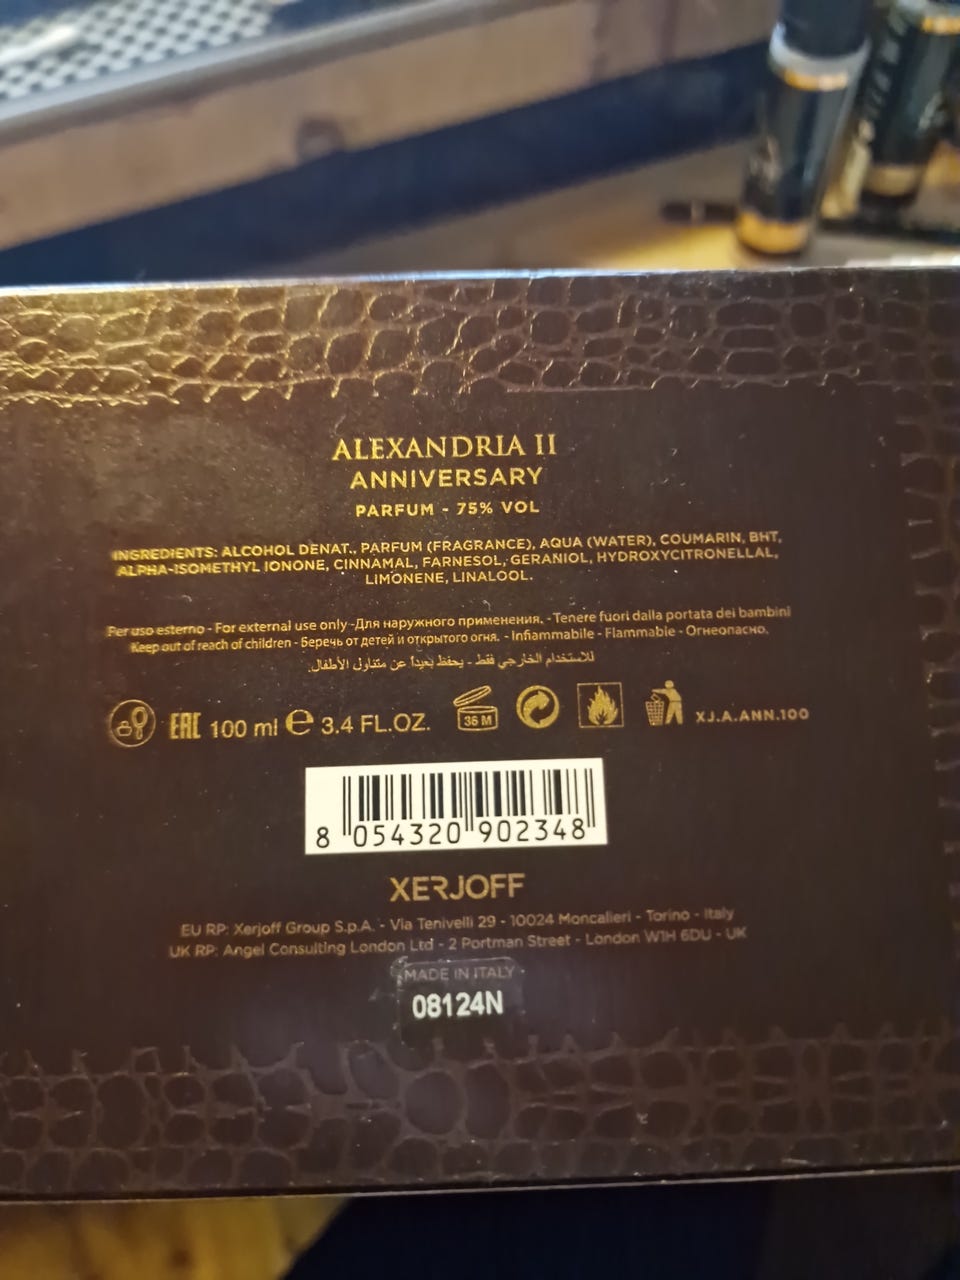 ALEXANDRIA II
ANNIVERSARY
PARFUM - 75% VOL
INGREDIENTS: ALCOHOL DENAT., PARFUM (FRAGRANCE), AQUA (WATER), COUMARIN, BHT,
ALPHA-ISOMETHYL IONONE, CINNAMAL, FARNESOL, GERANIOL, HYDROXYCITRONELLAL,
LIMONENE, LINALOOL.
Per uso esterno - For external use only -Для наружного применения. - Tenere fuori dalla portata dei bambini
Keep out of reach of children - Беречь от детей и открытого огня. - Infiammabile - Flammable - Огнеопасно.
للاستخدام الخارجي فقط - يحفظ بعيداً عن متناول الأطفال.
EAC 100 ml e 3.4 FL.OZ. 36 M XJ.A.ANN.100
8 054320 902348
XERJOFF
EU RP: Xerjoff Group S.p.A. - Via Tenivelli 29 - 10024 Moncalieri - Torino - Italy
UK RP: Angel Consulting London Ltd - 2 Portman Street - London W1H 6DU - UK
MADE IN ITALY
08124N